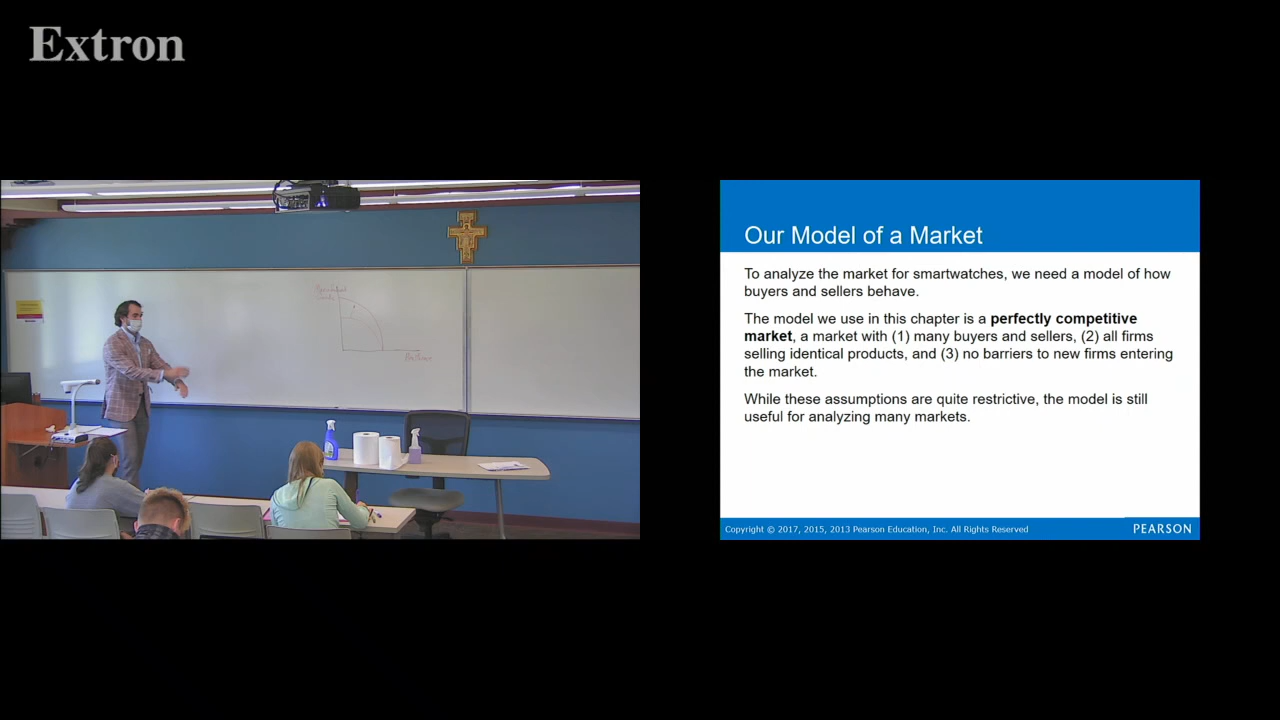 Extron
Our Model of a Market
To analyze the market for smartwatches, we need a model of how
buyers and sellers behave.
The model we use in this chapter is a perfectly competitive
market, a market with (1) many buyers and sellers, (2) all firms
selling identical products, and (3) no barriers to new firms entering
the market.
While these assumptions are quite restrictive, the model is still
useful for analyzing many markets.
Copyright © 2017, 2015, 2013 Pearson Education, Inc. All Rights Reserved
PEARSON